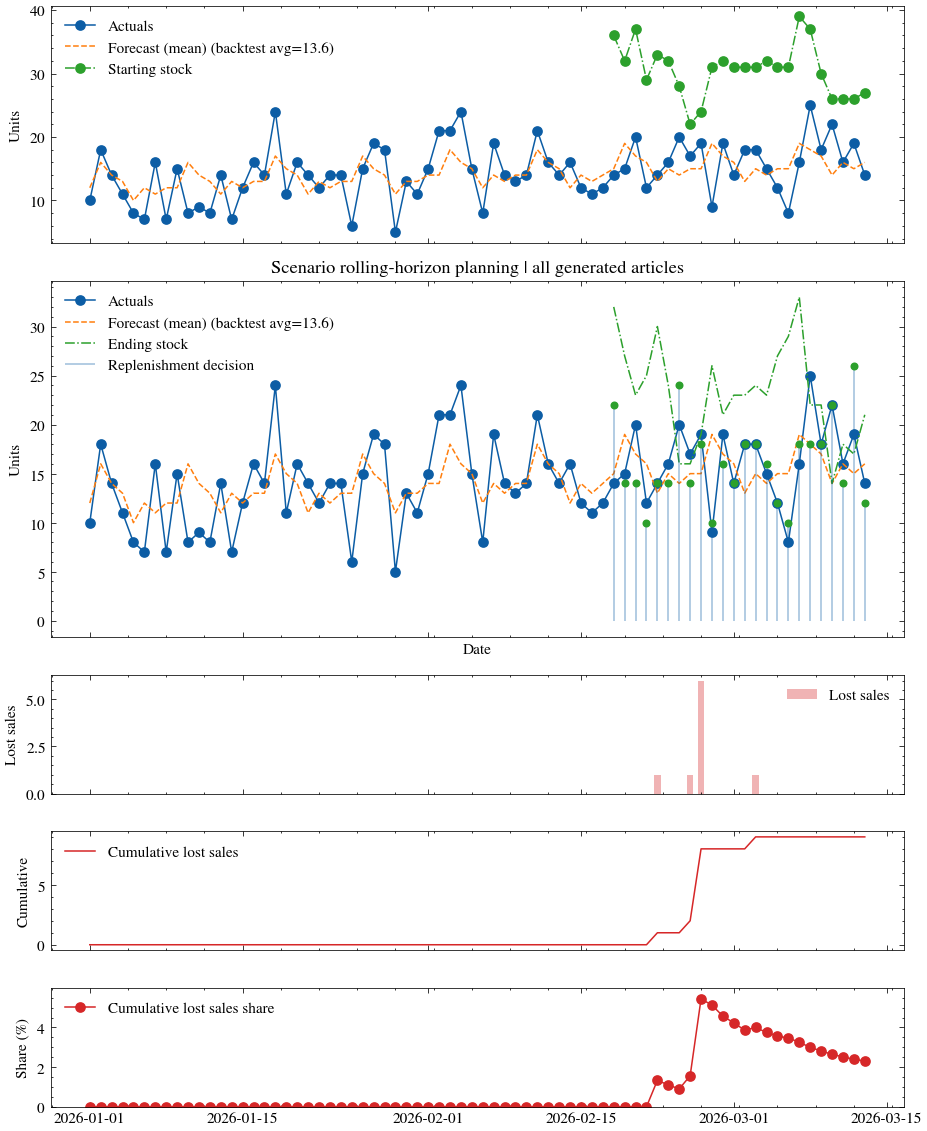 40
30
20
10
Units
Actuals
Forecast (mean) (backtest avg=13.6)
Starting stock
Scenario rolling-horizon planning | all generated articles
30
25
20
15
10
5
0
Units
Actuals
Forecast (mean) (backtest avg=13.6)
Ending stock
Replenishment decision
Date
5.0
2.5
0.0
Lost sales
Lost sales
5
0
Cumulative
Cumulative lost sales
4
2
0
Share (%)
Cumulative lost sales share
2026-01-01 2026-01-15 2026-02-01 2026-02-15 2026-03-01 2026-03-15